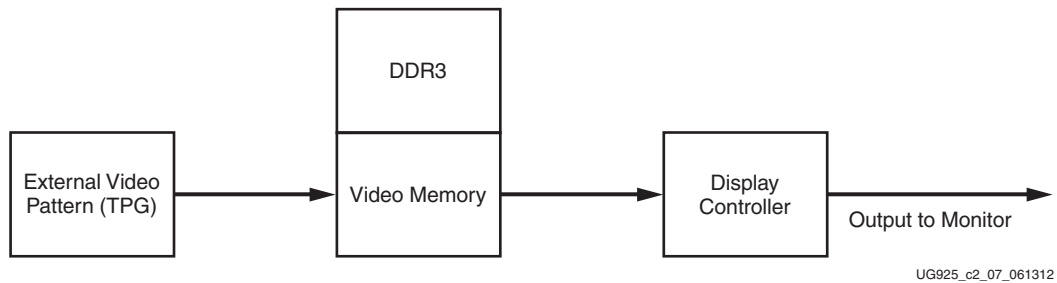 DDR3
External Video
Pattern (TPG)
Video Memory
Display
Controller
Output to Monitor
UG925_c2_07_061312